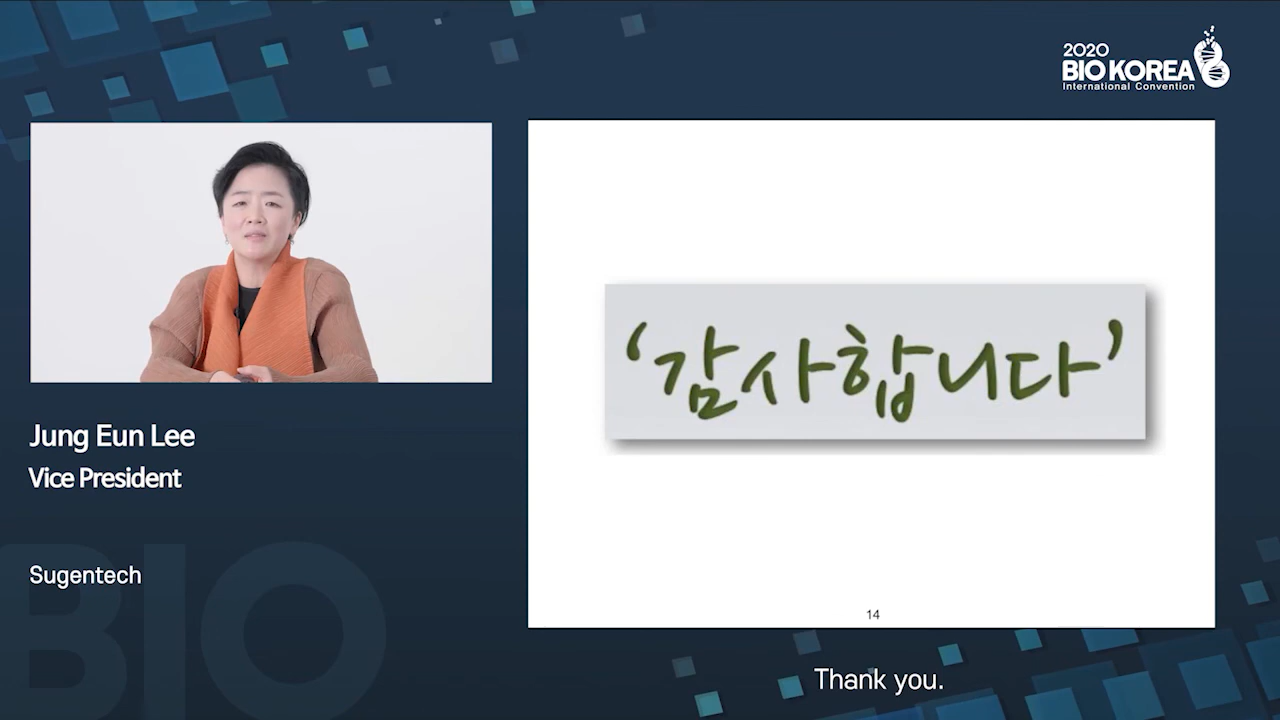 2020
BIO KOREA
International Convention
Jung Eun Lee
Vice President
Sugentech
‘감사합니다’
14
Thank you.
BIO